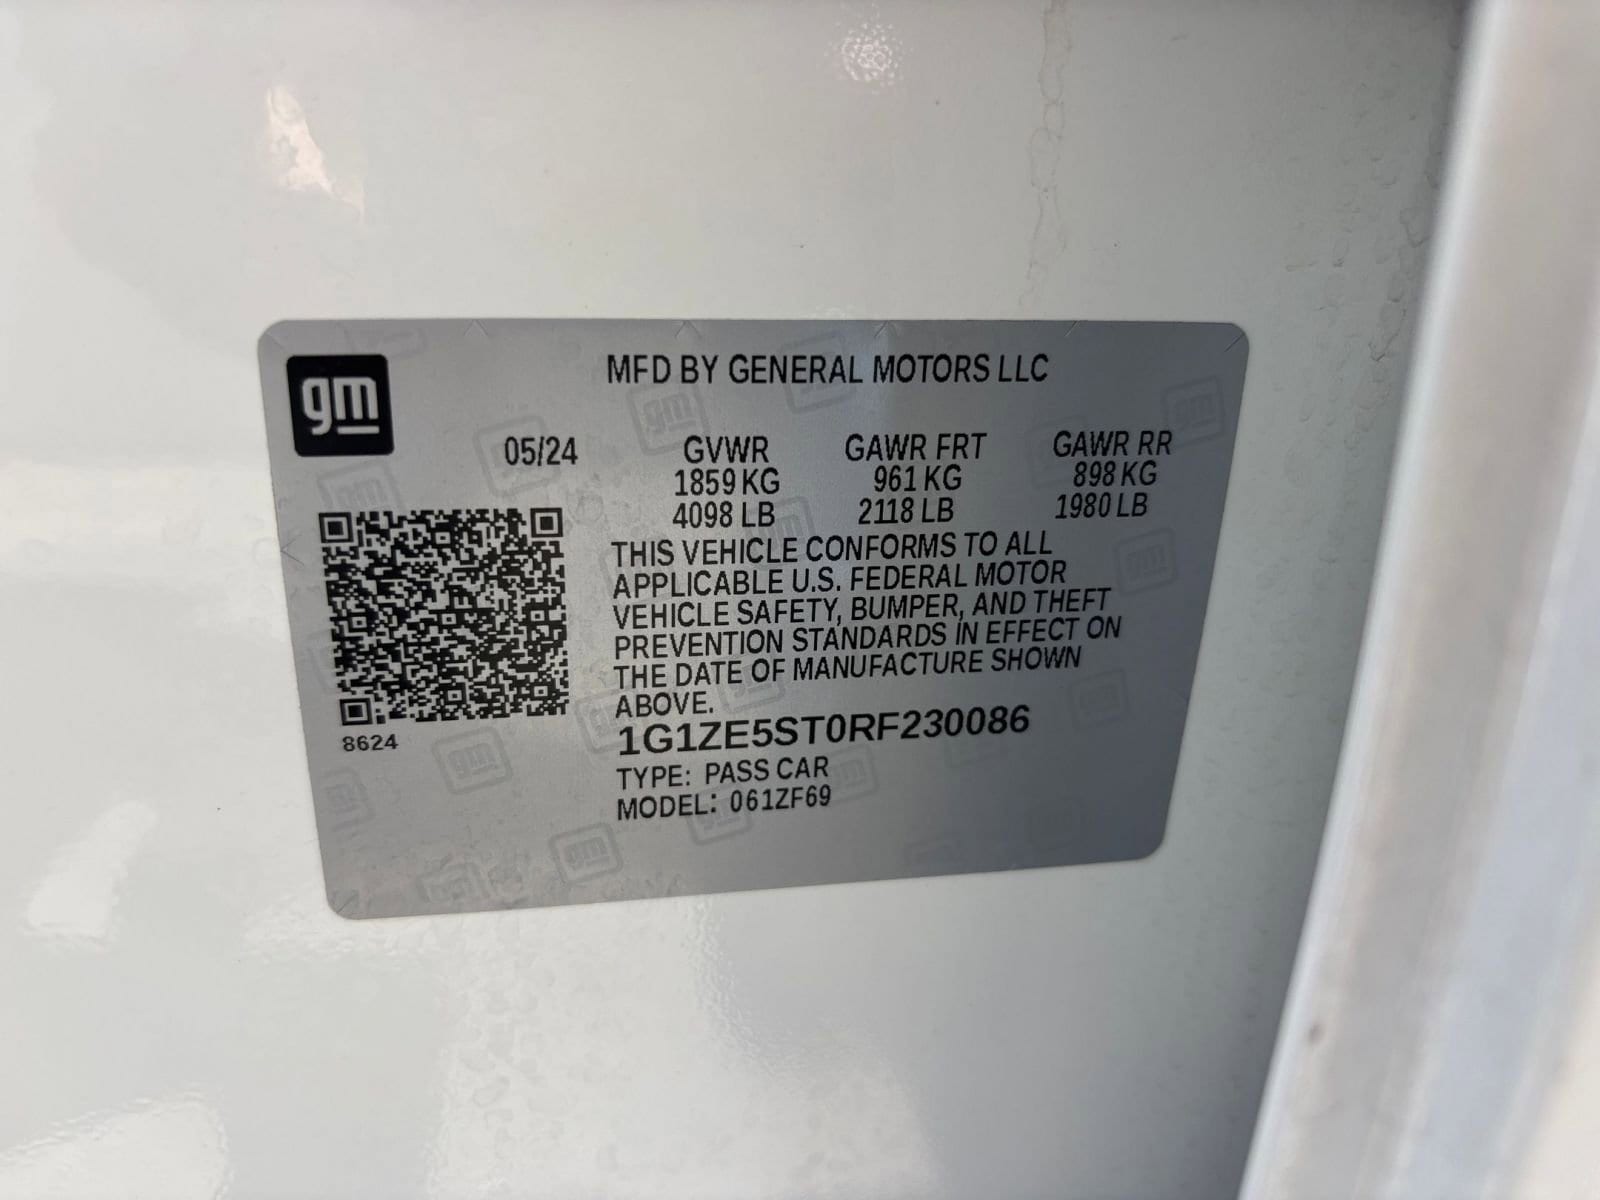 gm
MFD BY GENERAL MOTORS LLC
05/24 GVWR GAWR FRT GAWR RR
1859 KG 961 KG 898 KG
4098 LB 2118 LB 1980 LB
THIS VEHICLE CONFORMS TO ALL
APPLICABLE U.S. FEDERAL MOTOR
VEHICLE SAFETY, BUMPER, AND THEFT
PREVENTION STANDARDS IN EFFECT ON
THE DATE OF MANUFACTURE SHOWN
ABOVE.
1G1ZE5ST0RF230086
8624
TYPE: PASS CAR
MODEL: 061ZF69